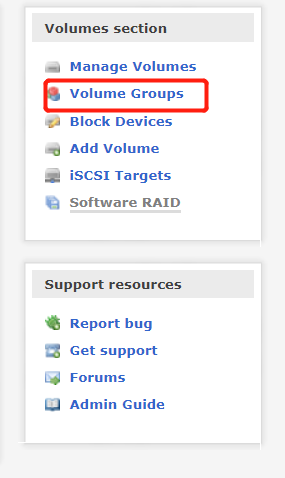 Volumes section
Manage Volumes
Volume Groups
Block Devices
Add Volume
iSCSI Targets
Software RAID
Support resources
Report bug
Get support
Forums
Admin Guide